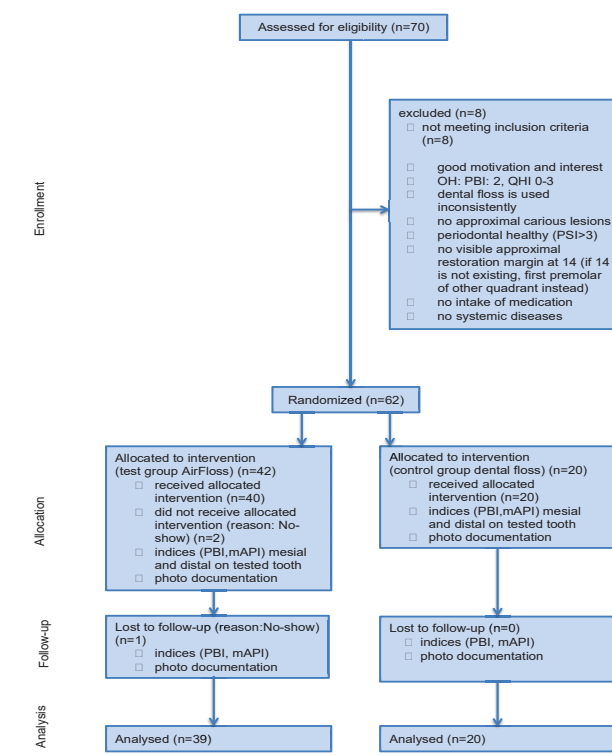 Assessed for eligibility (n=70)
Enrollment
excluded (n=8)
□ not meeting inclusion criteria
(n=8)
□ good motivation and interest
□ OH: PBI: 2, QHI 0-3
□ dental floss is used
inconsistently
□ no approximal carious lesions
□ periodontal healthy (PSI>3)
□ no visible approximal
restoration margin at 14 (if 14
is not existing, first premolar
of other quadrant instead)
□ no intake of medication
□ no systemic diseases
Randomized (n=62)
Allocation
Allocated to intervention
(test group AirFloss) (n=42)
□ received allocated
intervention (n=40)
□ did not receive allocated
intervention (reason: No-
show) (n=2)
□ indices (PBI,mAPI) mesial
and distal on tested tooth
□ photo documentation
Allocated to intervention
(control group dental floss) (n=20)
□ received allocated
intervention (n=20)
□ indices (PBI,mAPI) mesial
and distal on tested tooth
□ photo documentation
Follow-up
Lost to follow-up (reason:No-show)
(n=1)
□ indices (PBI, mAPI)
□ photo documentation
Lost to follow-up (n=0)
□ indices (PBI, mAPI)
□ photo documentation
Analysis
Analysed (n=39)
Analysed (n=20)